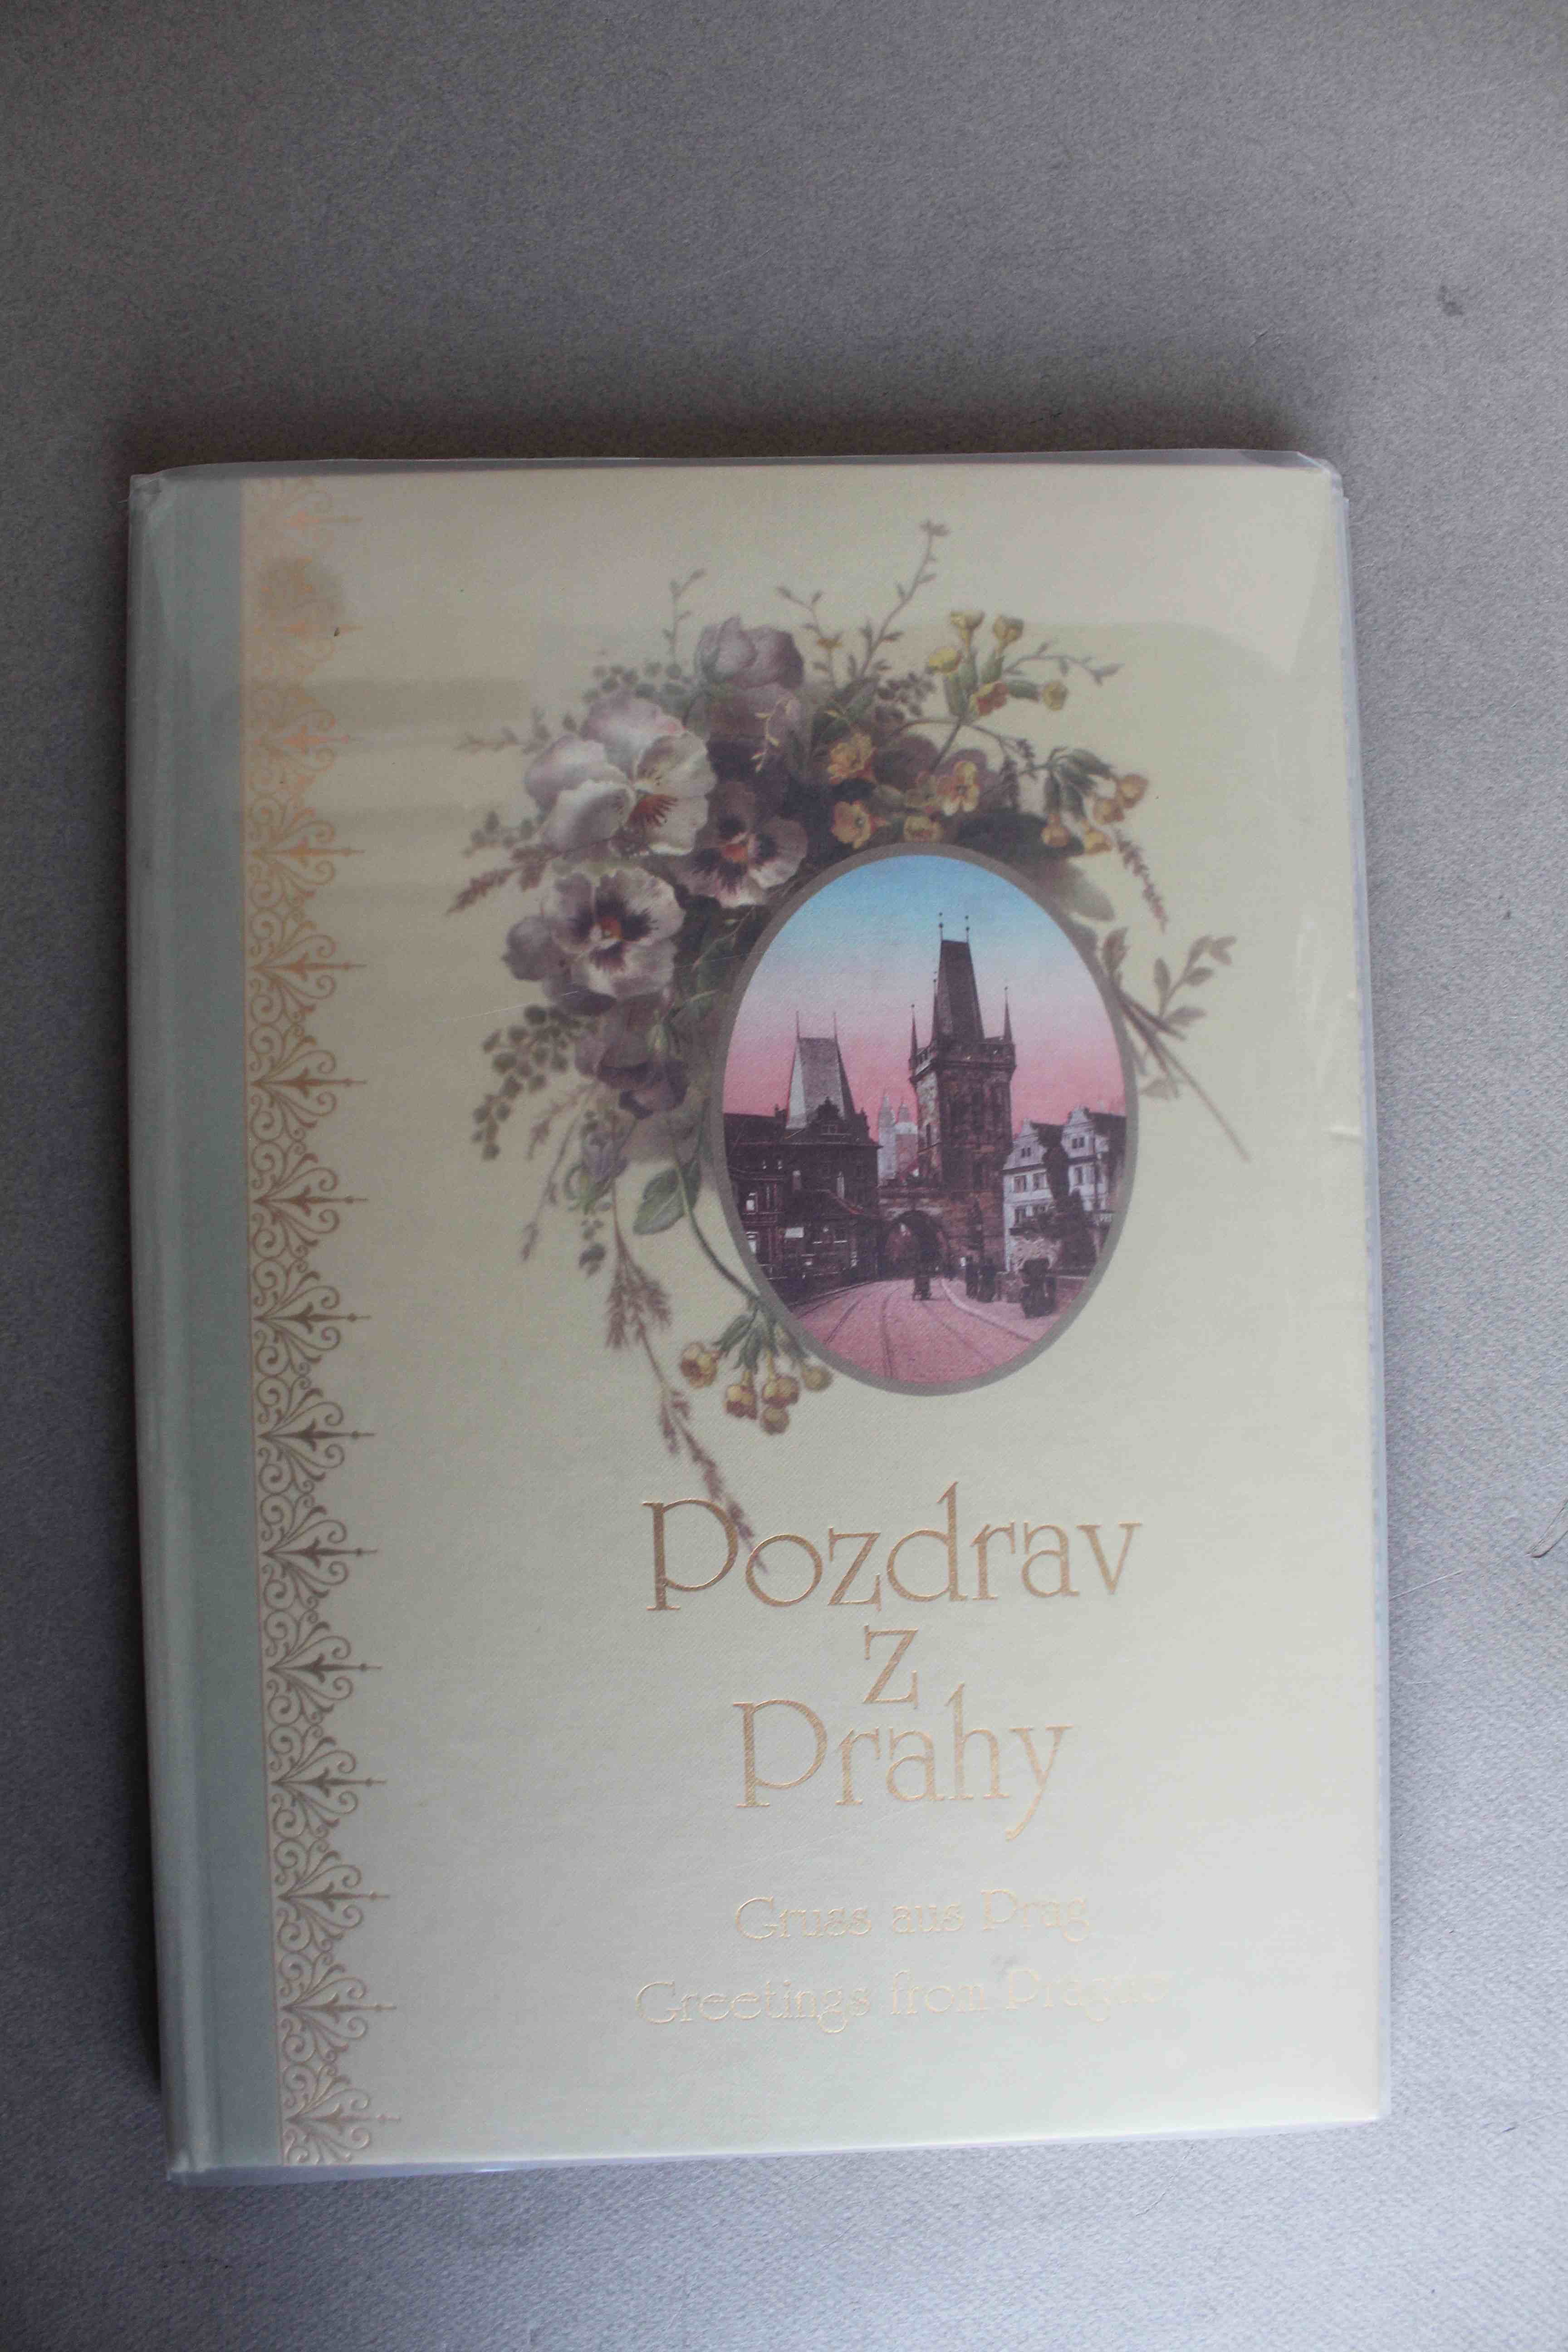 Pozdrav
z
Prahy
Gruss aus Prag
Greetings from Prague